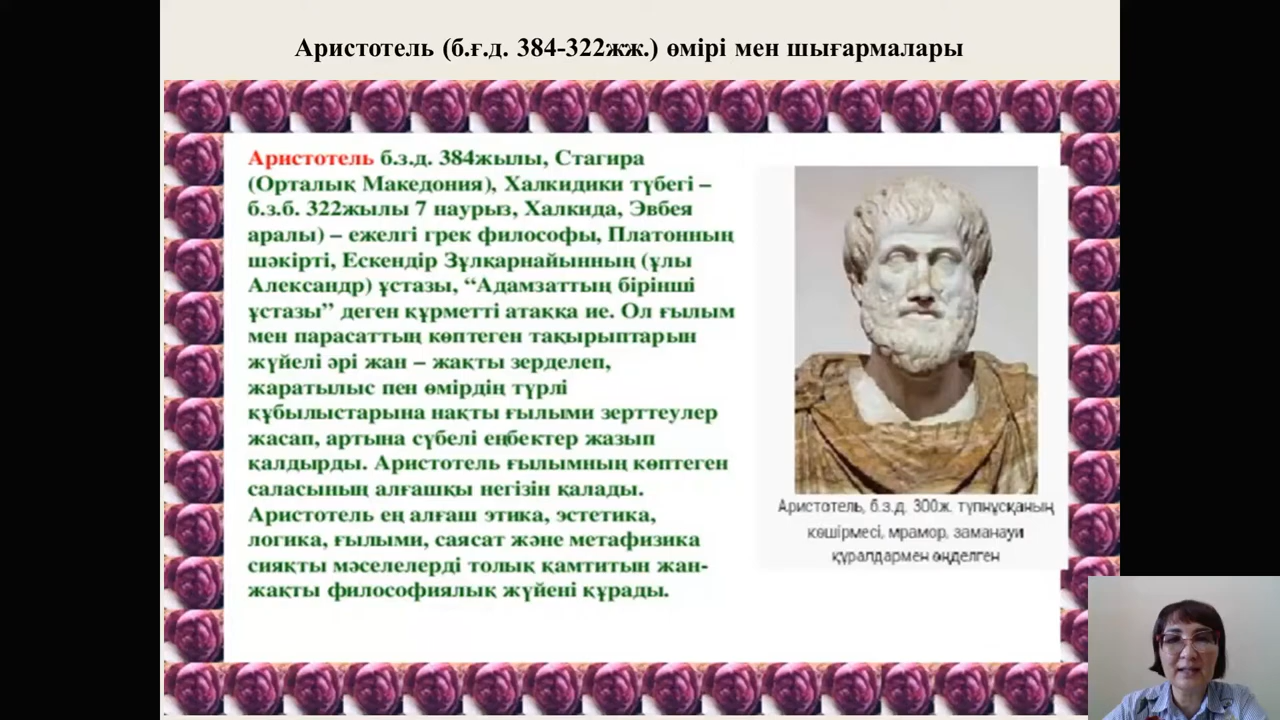 Аристотель (б.ғ.д. 384-322жж.) өмірі мен шығармалары
Аристотель б.з.д. 384жылы, Стагира
(Орталық Македония), Халкидики түбегі –
б.з.б. 322жылы 7 наурыз, Халкида, Эвбея
аралы) – ежелгі грек философы, Платонның
шәкірті, Ескендір Зұлқарнайынның (ұлы
Александр) ұстазы, “Адамзаттың бірінші
ұстазы” деген құрметті атаққа ие. Ол ғылым
мен парасаттың көптеген тақырыптарын
жүйелі әрі жан – жақты зерделеп,
жаратылыс пен өмірдің түрлі
құбылыстарына нақты ғылыми зерттеулер
жасап, артына сүбелі еңбектер жазып
қалдырды. Аристотель ғылымның көптеген
саласының алғашқы негізін қалады.
Аристотель ең алғаш этика, эстетика,
логика, ғылыми, саясат және метафизика
сияқты мәселелерді толық қамтитын жан-
жақты философиялық жүйені құрады.
Аристотель, б.з.д. 300ж. түпнұсқаның
көшірмесі, мрамор, заманауи
құралдармен өңделген